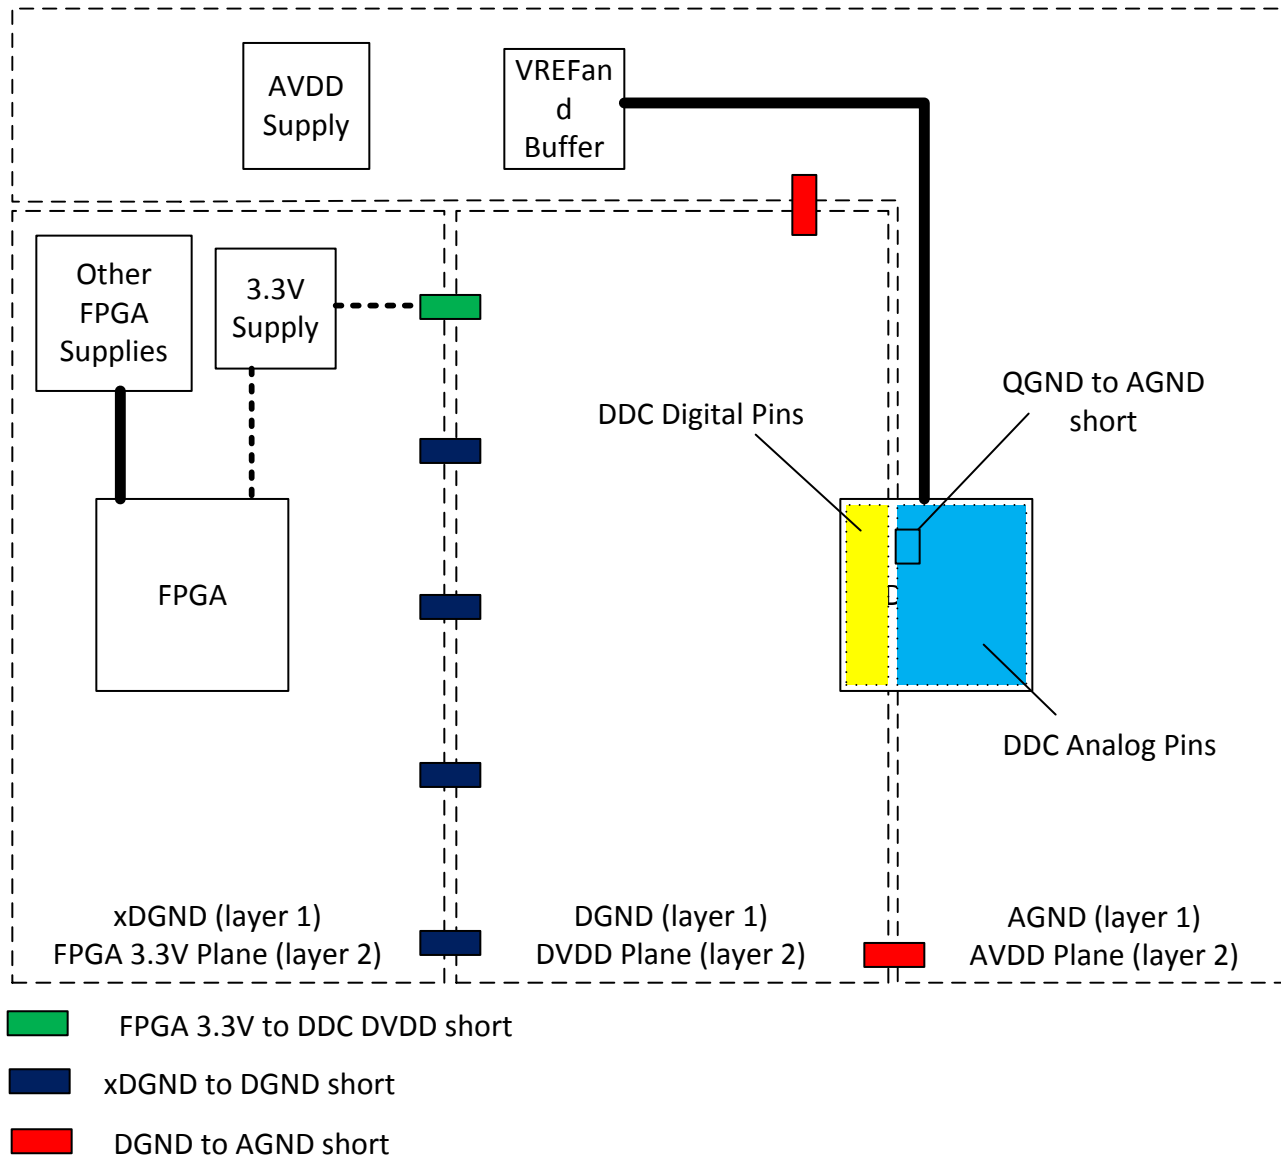 AVDD
Supply
VREFan
d
Buffer
Other
FPGA
Supplies
3.3V
Supply
QGND to AGND
short
DDC Digital Pins
FPGA
D
DDC Analog Pins
xDGND (layer 1)
FPGA 3.3V Plane (layer 2)
DGND (layer 1)
DVDD Plane (layer 2)
AGND (layer 1)
AVDD Plane (layer 2)
FPGA 3.3V to DDC DVDD short
xDGND to DGND short
DGND to AGND short